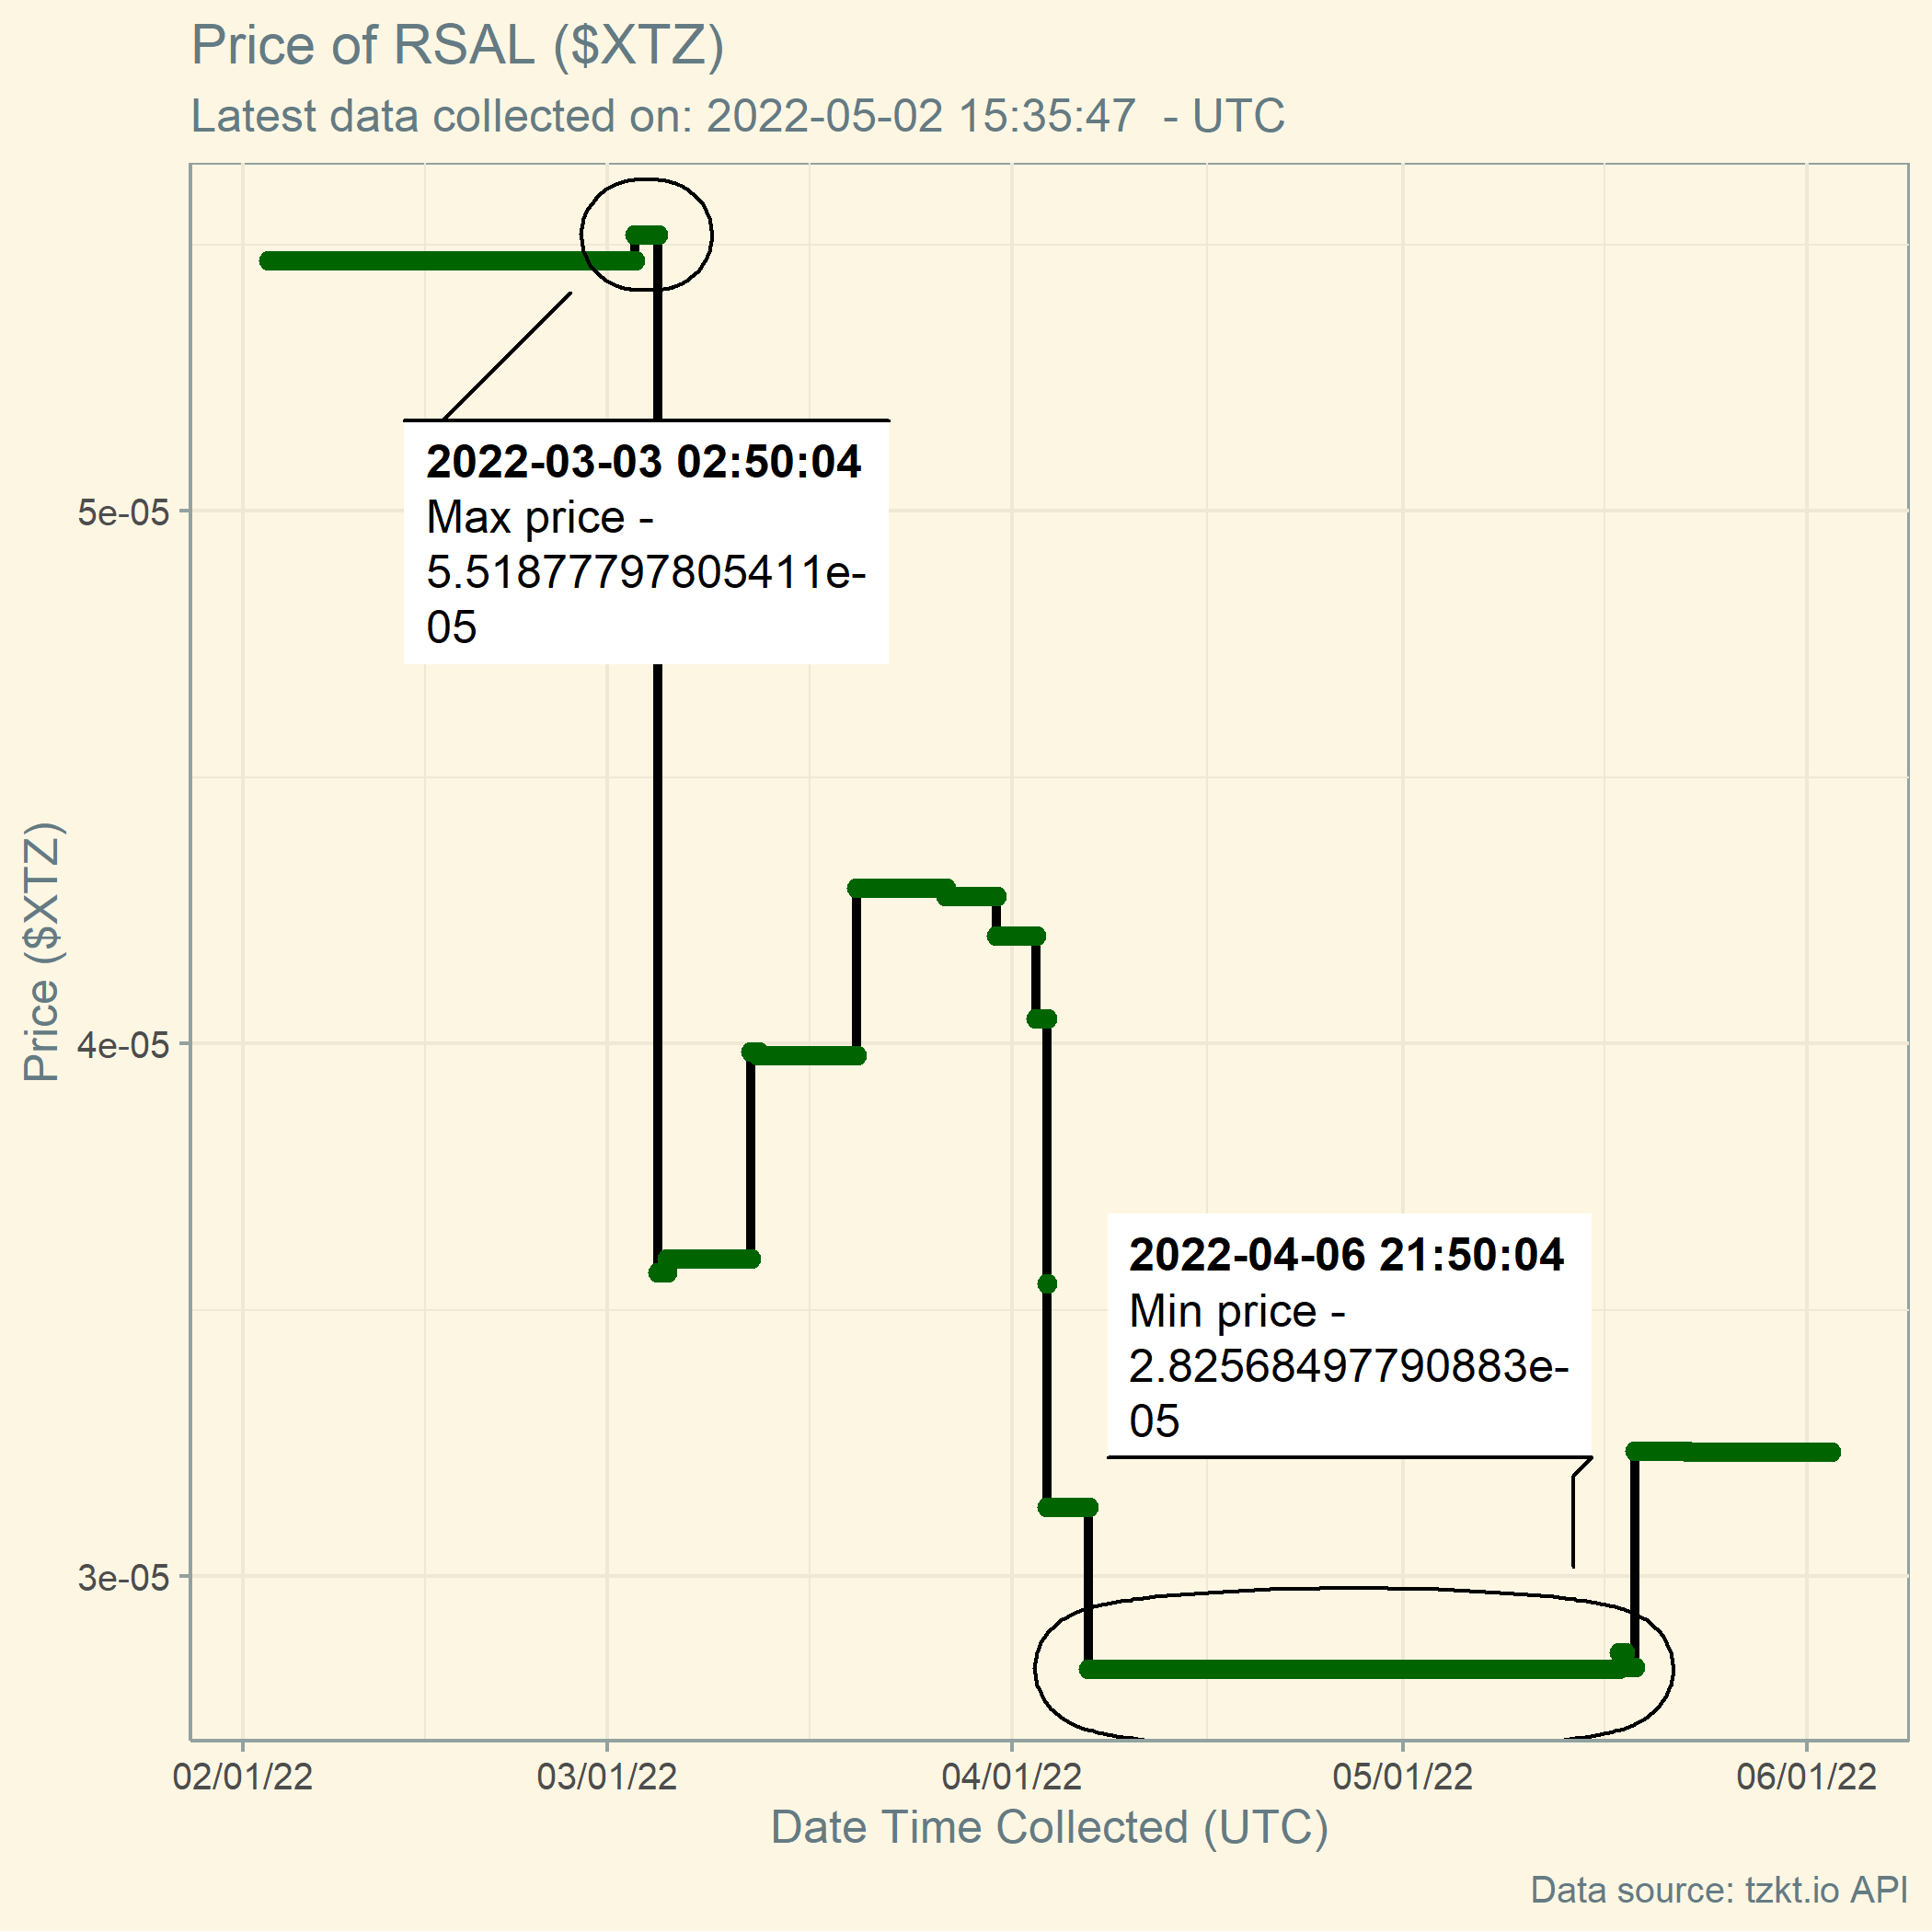 Price of RSAL ($XTZ)
Latest data collected on: 2022-05-02 15:35:47  - UTC
2022-03-03 02:50:04
Max price -
5.51877797805411e-
05
5e-05
Price ($XTZ)
4e-05
2022-04-06 21:50:04
Min price -
2.82568497790883e-
05
3e-05
02/01/22
03/01/22
04/01/22
05/01/22
06/01/22
Date Time Collected (UTC)
Data source: tzkt.io API